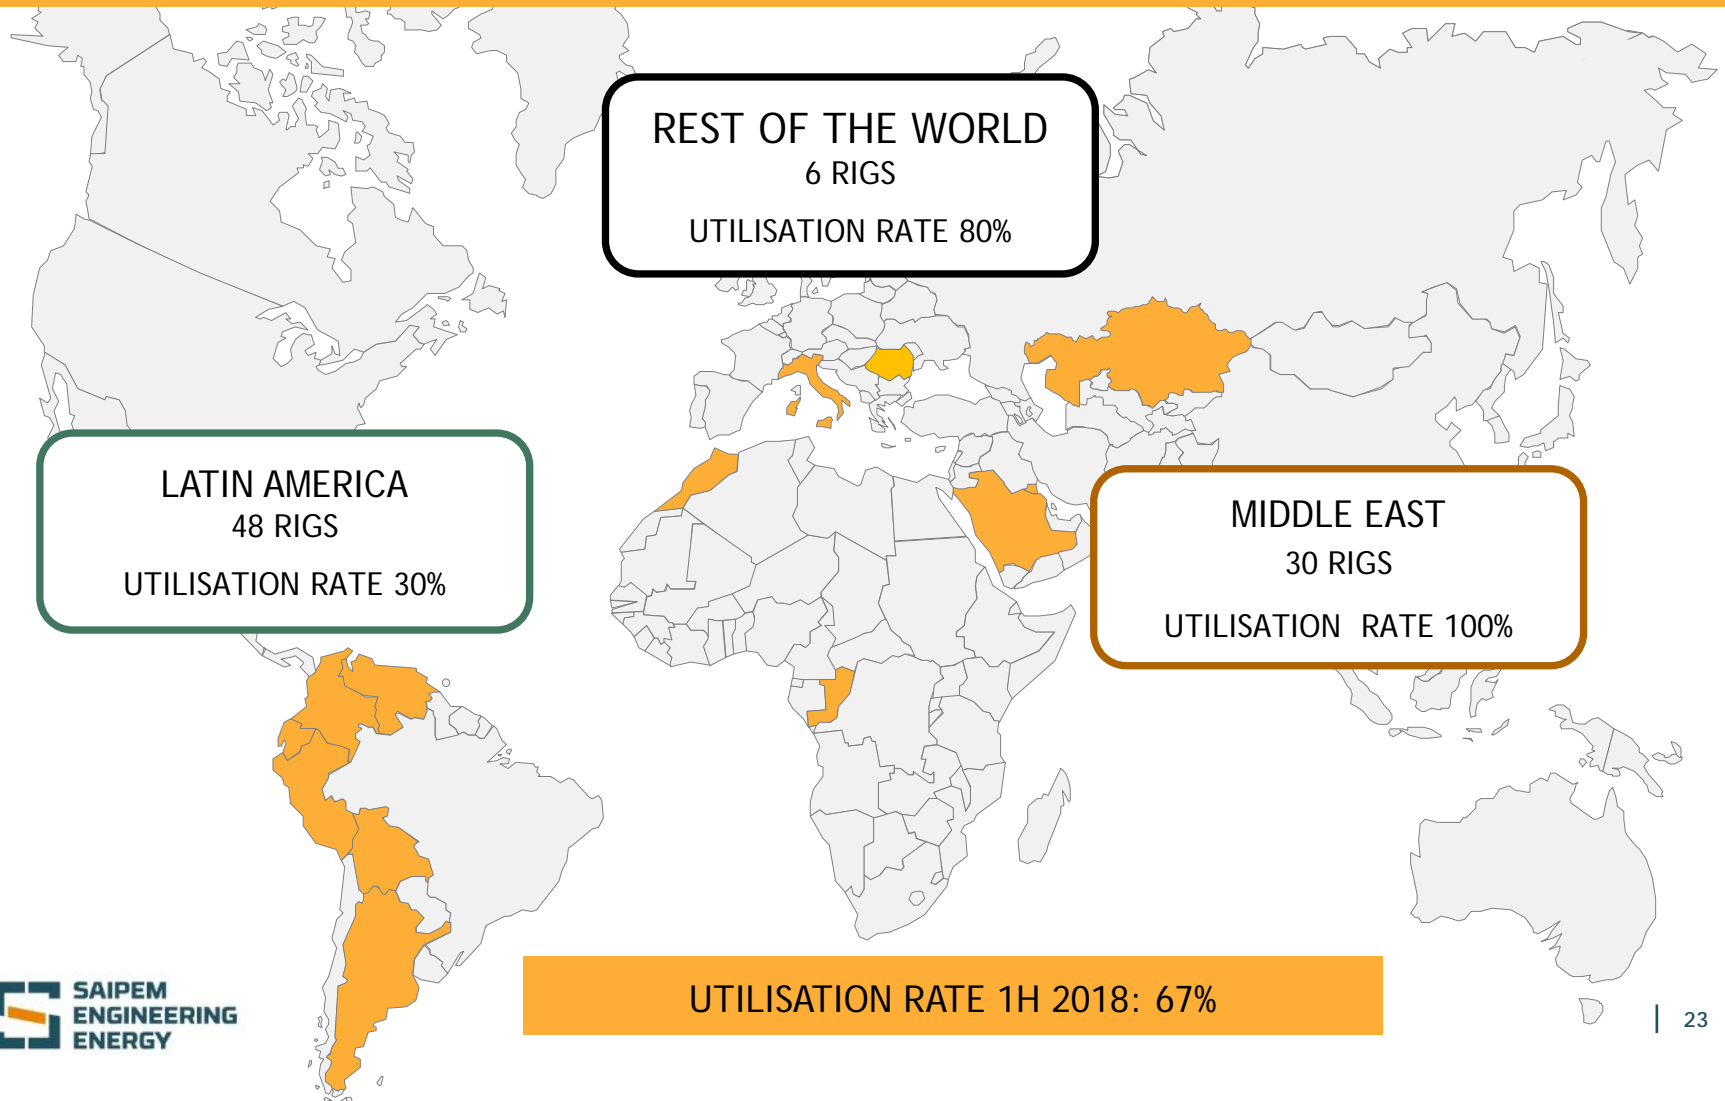 REST OF THE WORLD
6 RIGS
UTILISATION RATE 80%
LATIN AMERICA
48 RIGS
UTILISATION RATE 30%
MIDDLE EAST
30 RIGS
UTILISATION RATE 100%
UTILISATION RATE 1H 2018: 67%
SAIPEM
ENGINEERING
ENERGY
23